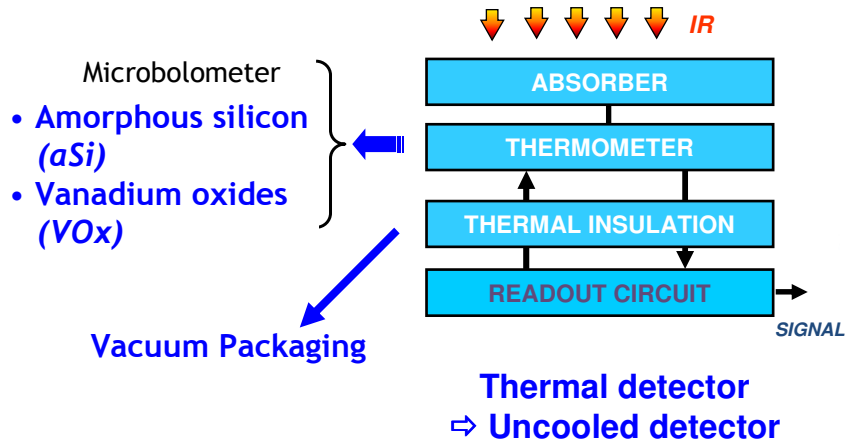 IR
Microbolometer
• Amorphous silicon
(aSi)
• Vanadium oxides
(VOx)
ABSORBER
THERMOMETER
THERMAL INSULATION
READOUT CIRCUIT
SIGNAL
Vacuum Packaging
Thermal detector
⇨ Uncooled detector